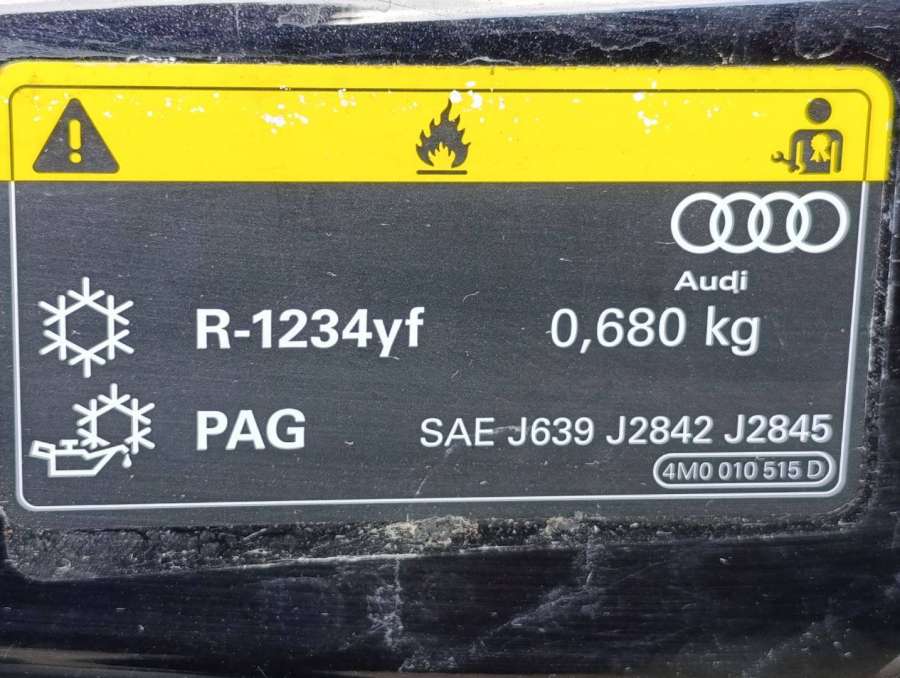 Audi
R-1234yf 0,680 kg
PAG SAE J639 J2842 J2845
4M0 010 515 D